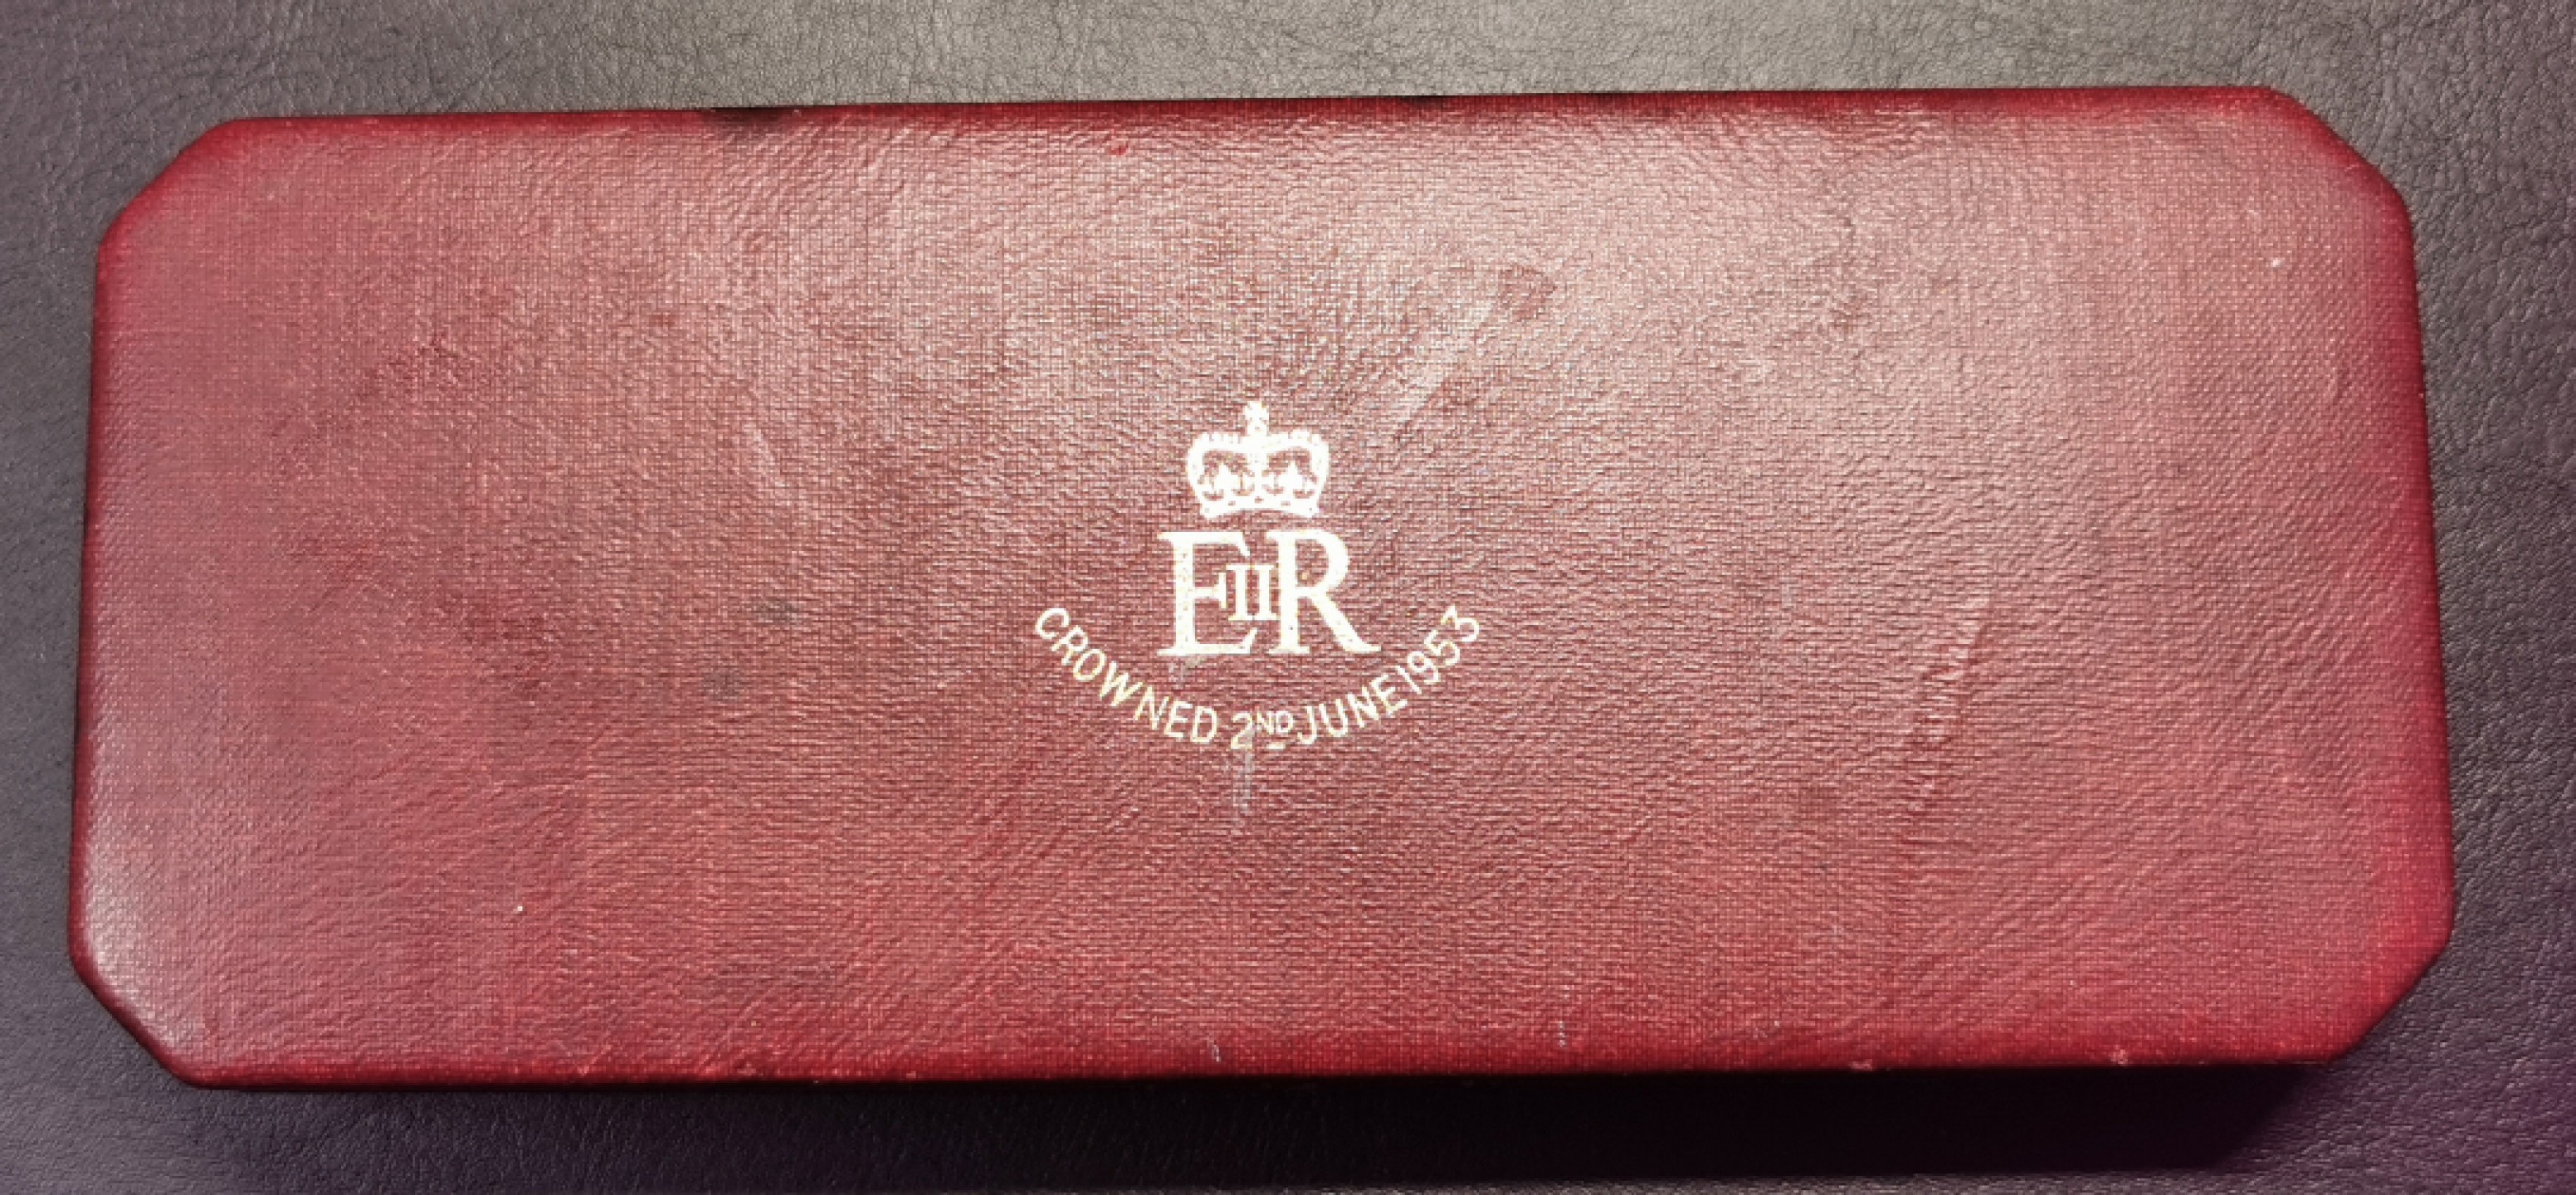 EIIR
CROWNED 2ND JUNE 1953